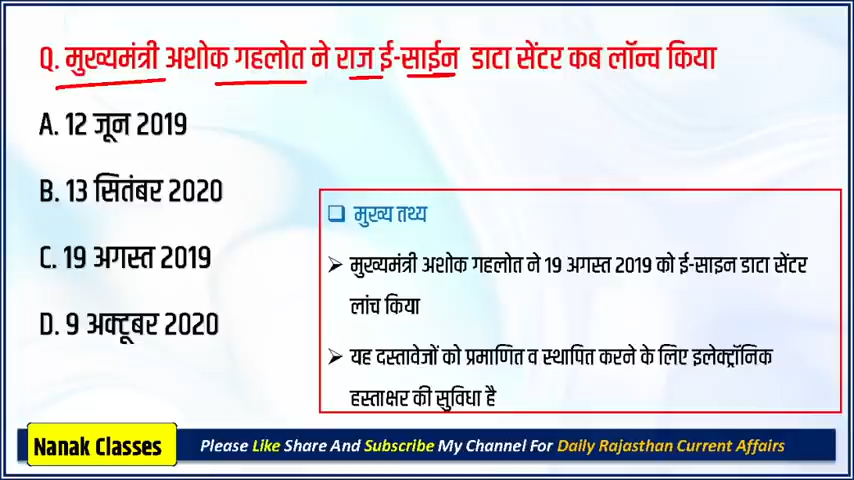 Q. मुख्यमंत्री अशोक गहलोत ने राज ई-साईन डाटा सेंटर कब लॉन्च किया
A. 12 जून 2019
B. 13 सितंबर 2020
C. 19 अगस्त 2019
D. 9 अक्टूबर 2020
मुख्य तथ्य
मुख्यमंत्री अशोक गहलोत ने 19 अगस्त 2019 को ई-साइन डाटा सेंटर
लांच किया
यह दस्तावेजों को प्रमाणित व स्थापित करने के लिए इलेक्ट्रॉनिक
हस्ताक्षर की सुविधा है
Nanak Classes
Please Like Share And Subscribe My Channel For Daily Rajasthan Current Affairs